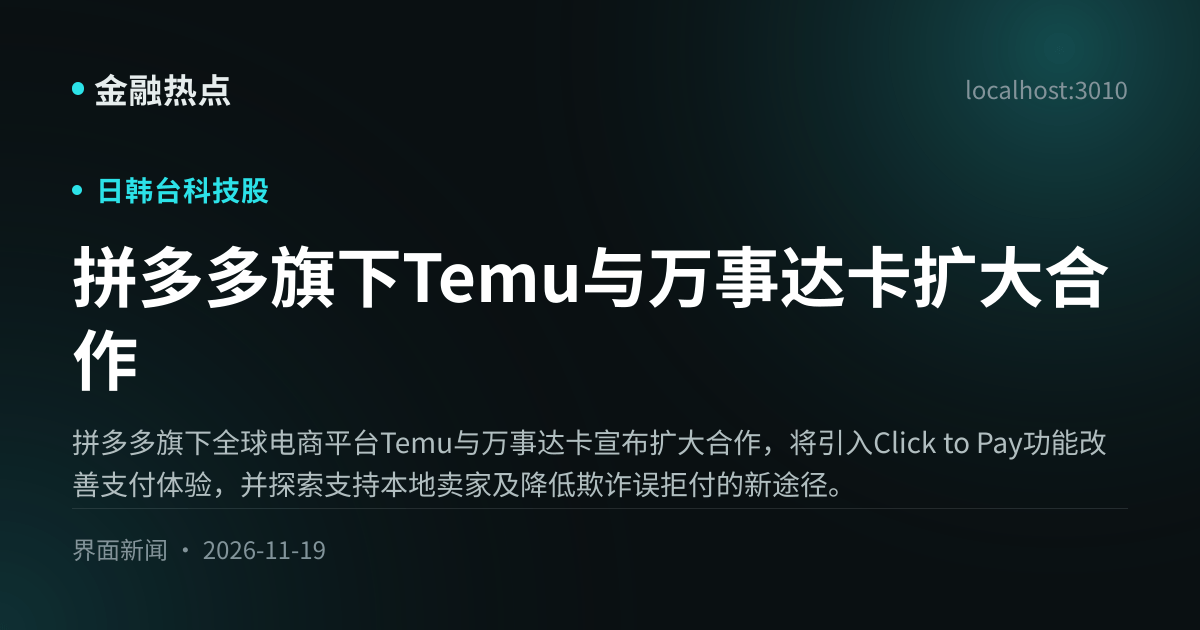 金融热点
localhost:3010
日韩台科技股
拼多多旗下Temu与万事达卡扩大合
作
拼多多旗下全球电商平台Temu与万事达卡宣布扩大合作，将引入Click to Pay功能改
善支付体验，并探索支持本地卖家及降低欺诈误拒付的新途径。
界面新闻 · 2026-11-19